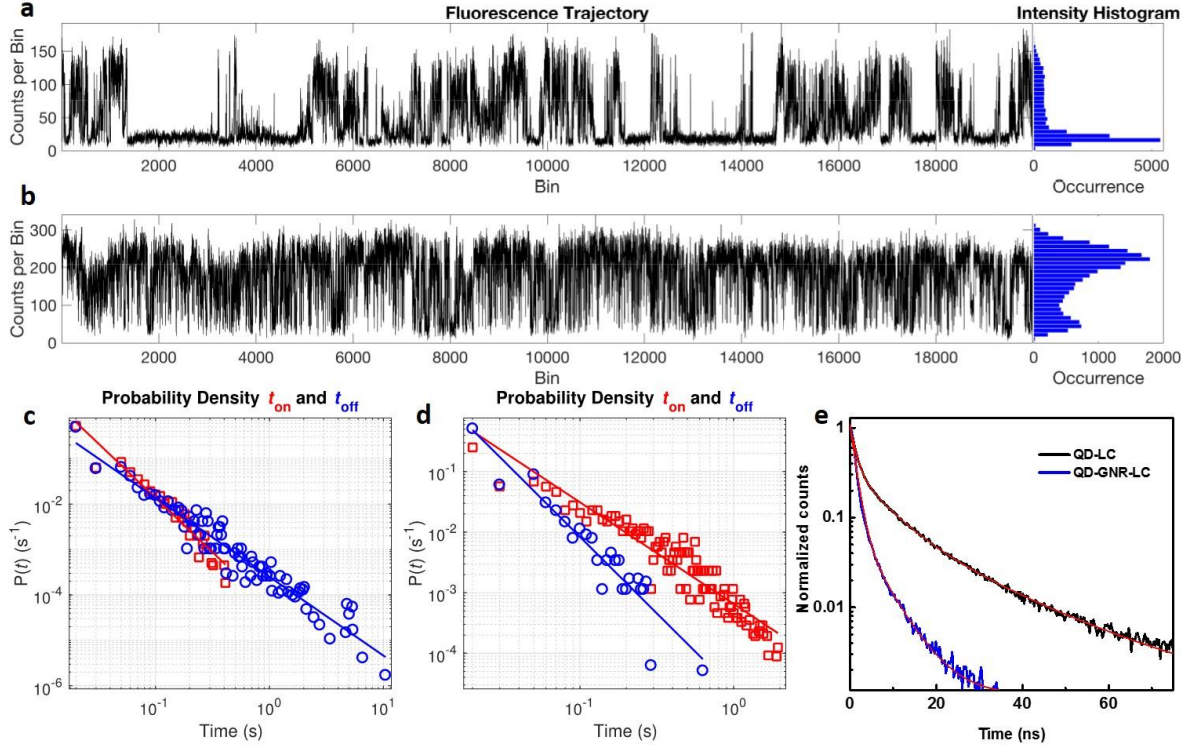 a
Fluorescence Trajectory
Intensity Histogram
Counts per Bin
150
100
50
0
2000 4000 6000 8000 10000 12000 14000 16000 18000
Bin
0 5000
Occurrence
b
Counts per Bin
300
200
100
0
2000 4000 6000 8000 10000 12000 14000 16000 18000
Bin
0 1000 2000
Occurrence
c
Probability Density t_on and t_off
P(t) (s⁻¹)
10⁻²
10⁻⁴
10⁻⁶
10⁻¹ 10⁰ 10¹
Time (s)
d
Probability Density t_on and t_off
P(t) (s⁻¹)
10⁻¹
10⁻²
10⁻³
10⁻⁴
10⁻¹ 10⁰
Time (s)
e
Normalized counts
1
0.1
0.01
QD-LC
QD-GNR-LC
0 20 40 60
Time (ns)